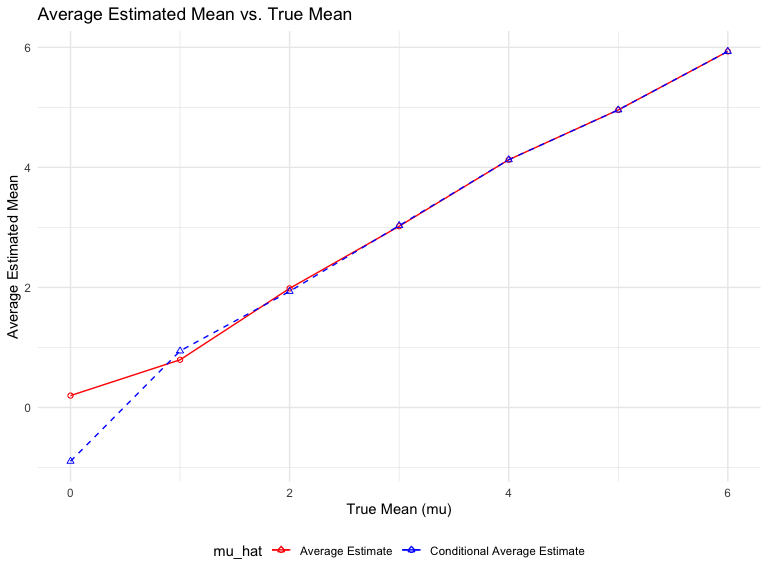 Average Estimated Mean vs. True Mean
Average Estimated Mean
6
4
2
0
0 2 4 6
True Mean (mu)
mu_hat Average Estimate Conditional Average Estimate